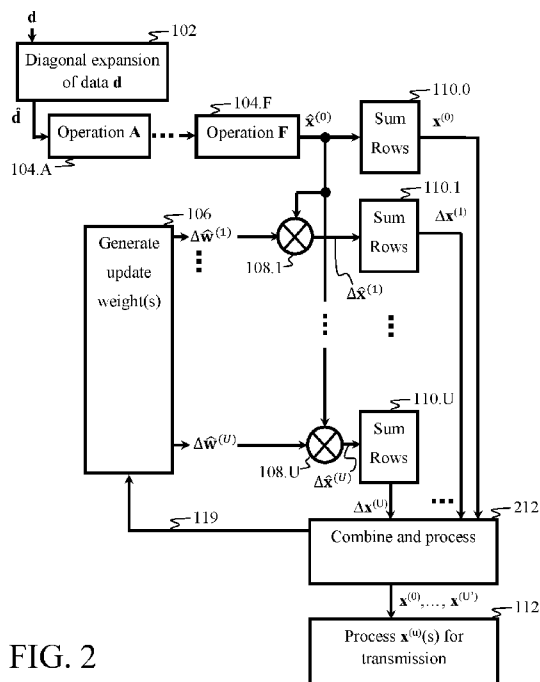 d
102
Diagonal expansion
of data d
d̂
104.F
Operation A
Operation F
x̂⁽⁰⁾
104.A
110.0
Sum
Rows
x⁽⁰⁾
110.1
Sum
Rows
Δx⁽¹⁾
106
Generate
update
weight(s)
Δŵ⁽¹⁾
108.1
Δx̂⁽¹⁾
110.U
Sum
Rows
Δŵ⁽ᵁ⁾
108.U
Δx̂⁽ᵁ⁾
Δx⁽ᵁ⁾
212
119
Combine and process
x⁽⁰⁾,..., x⁽ᵁ'⁾
112
Process x⁽ᵘ⁾(s) for
transmission
FIG. 2